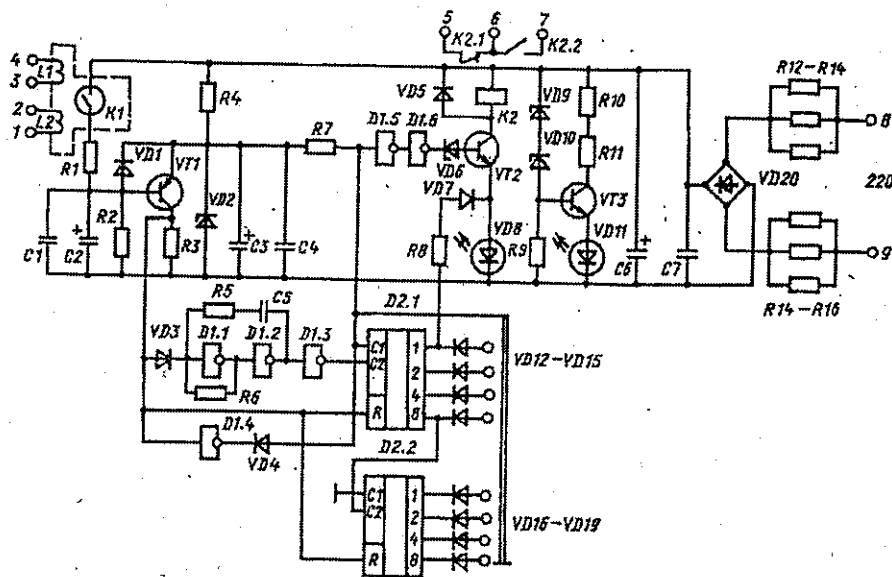 5 6 7
K2.1 K2.2
4 L1
3 K1
2
1 L2
R4
VD5 K2
VD9 R10
R12-R14
8
R7 D1.5 D1.6
VD10 R11
R1 VD1 VT1
VD6 VT2
VD20
220
VD7
VT3
R2 VD2
R8 VD8 R9 VD11
9
C1 C2 R3 C3 C4
C6 C7
R14-R16
R5 C5
D2.1
VD3 D1.1 D1.2 D1.3
C1 1
C2
VD12-VD15
2
R6
4
R 8
D1.4
VD4
D2.2
C1 1
C2
2
VD16-VD19
4
R 8